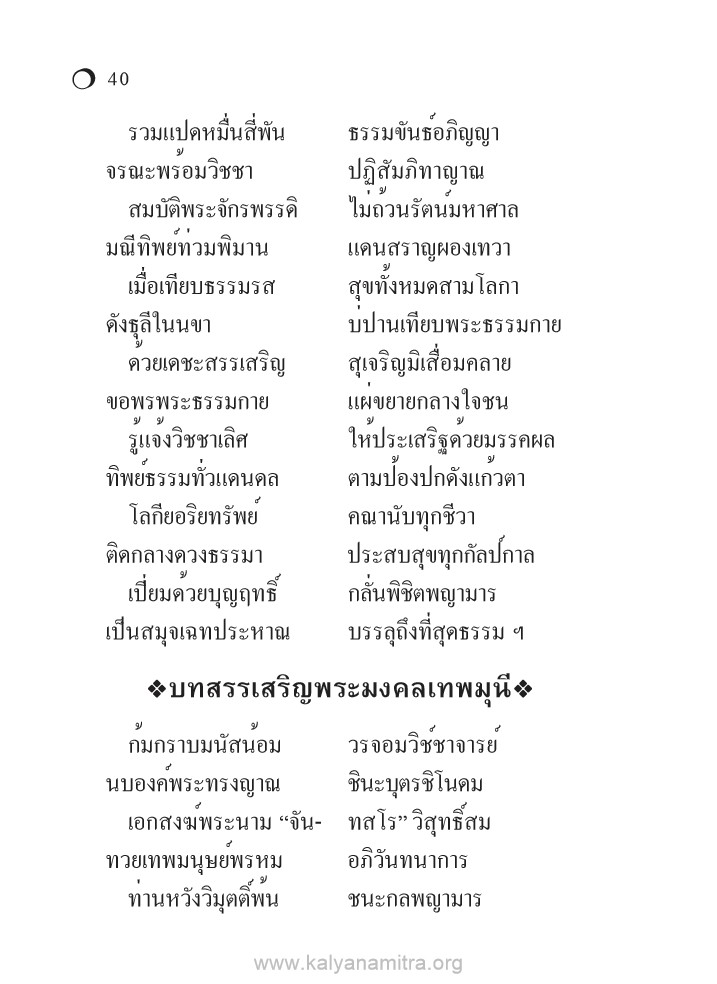 40
รวมแปดหมื่นสี่พัน ธรรมขันธ์อภิญญา
จรณะพร้อมวิชชา ปฏิสัมภิทาญาณ
สมบัติพระจักรพรรดิ ไม่ถ้วนรัตน์มหาศาล
มณีทิพย์ท่วมพิมาน แดนสราญผองเทวา
เมื่อเทียบธรรมรส สุขทั้งหมดสามโลกา
ดังธุลีในนขา บ่ปานเทียบพระธรรมกาย
ด้วยเดชะสรรเสริญ สุเจริญมิเสื่อมคลาย
ขอพรพระธรรมกาย แผ่ขยายกลางใจชน
รู้แจ้งวิชชาเลิศ ให้ประเสริฐด้วยมรรคผล
ทิพย์ธรรมทั่วแดนดล ตามป้องปกดังแก้วตา
โลกียอริยทรัพย์ คณานับทุกชีวา
ติดกลางดวงธรรมา ประสบสุขทุกกัลป์กาล
เปี่ยมด้วยบุญฤทธิ์ กลั่นพิชิตพญามาร
เป็นสมุจเฉทประหาณ บรรลุถึงที่สุดธรรม ฯ
❖บทสรรเสริญพระมงคลเทพมุนี❖
ก้มกราบมนัสน้อม วรจอมวิช์ชาจารย์
นบองค์พระทรงญาณ ชินะบุตรชิโนดม
เอกสงฆ์พระนาม “จัน- ทสโร” วิสุทธิ์สม
ทวยเทพมนุษย์พรหม อภิวันทนาการ
ท่านหวังวิมุตติ์พ้น ชนะกลพญามาร
www.kalyanamitra.org